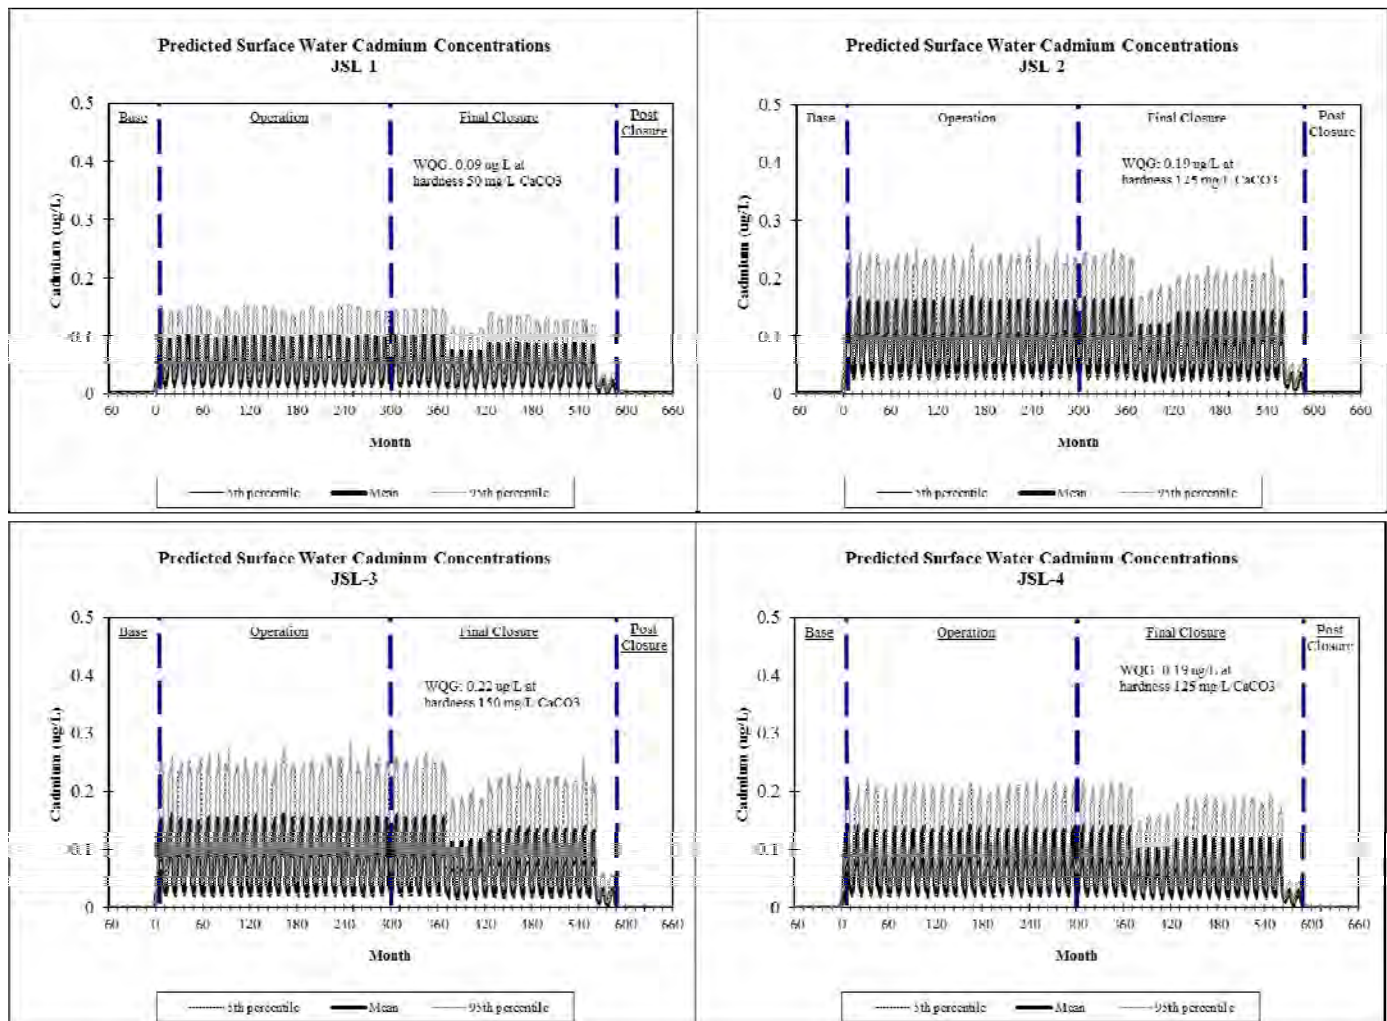 Predicted Surface Water Cadmium Concentrations
JSL 1
0.5
0.4
0.3
0.2
0.1
0
Cadmium (ug/L)
Base
Operation
Final Closure
Post
Closure
WQG: 0.09 ug/L at
hardness 50 mg/L CaCO3
60 0 60 120 180 240 300 360 420 480 540 600 660
Month
5th percentile Mean 95th percentile
Predicted Surface Water Cadmium Concentrations
JSL 2
0.5
0.4
0.3
0.2
0.1
0
Cadmium (ug/L)
Base
Operation
Final Closure
Post
Closure
WQG: 0.19 ug/L at
hardness 125 mg/L CaCO3
60 0 60 120 180 240 300 360 420 480 540 600 660
Month
5th percentile Mean 95th percentile
Predicted Surface Water Cadmium Concentrations
JSL-3
0.5
0.4
0.3
0.2
0.1
0
Cadmium (ug/L)
Base
Operation
Final Closure
Post
Closure
WQG: 0.22 ug/L at
hardness 150 mg/L CaCO3
60 0 60 120 180 240 300 360 420 480 540 600 660
Month
5th percentile Mean 95th percentile
Predicted Surface Water Cadmium Concentrations
JSL-4
0.5
0.4
0.3
0.2
0.1
0
Cadmium (ug/L)
Base
Operation
Final Closure
Post
Closure
WQG: 0.19 ug/L at
hardness 125 mg/L CaCO3
60 0 60 120 180 240 300 360 420 480 540 600 660
Month
5th percentile Mean 95th percentile